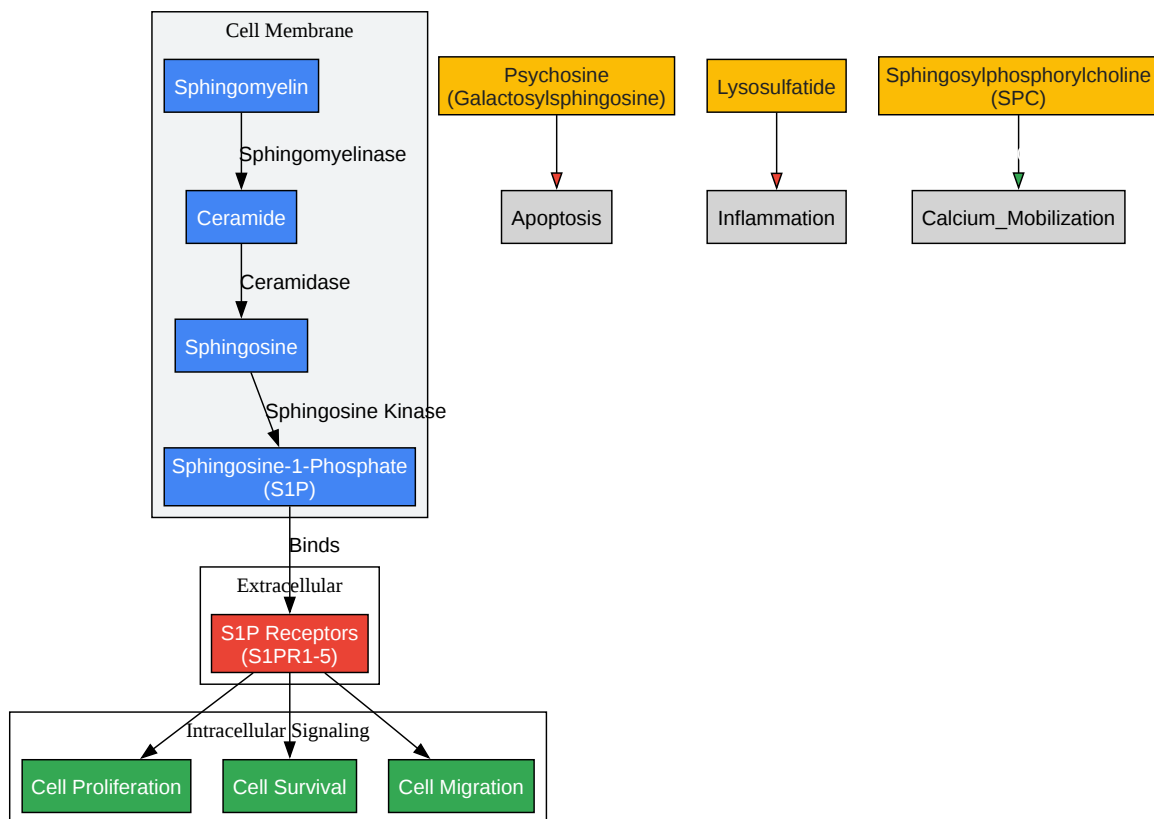 Cell Membrane
Sphingomyelin
Sphingomyelinase
Ceramide
Ceramidase
Sphingosine
Sphingosine Kinase
Sphingosine-1-Phosphate
(S1P)
Binds
Extracellular
S1P Receptors
(S1PR1-5)
Intracellular Signaling
Cell Proliferation
Cell Survival
Cell Migration
Psychosine
(Galactosylsphingosine)
Apoptosis
Lysosulfatide
Inflammation
Sphingosylphosphorylcholine
(SPC)
Calcium_Mobilization